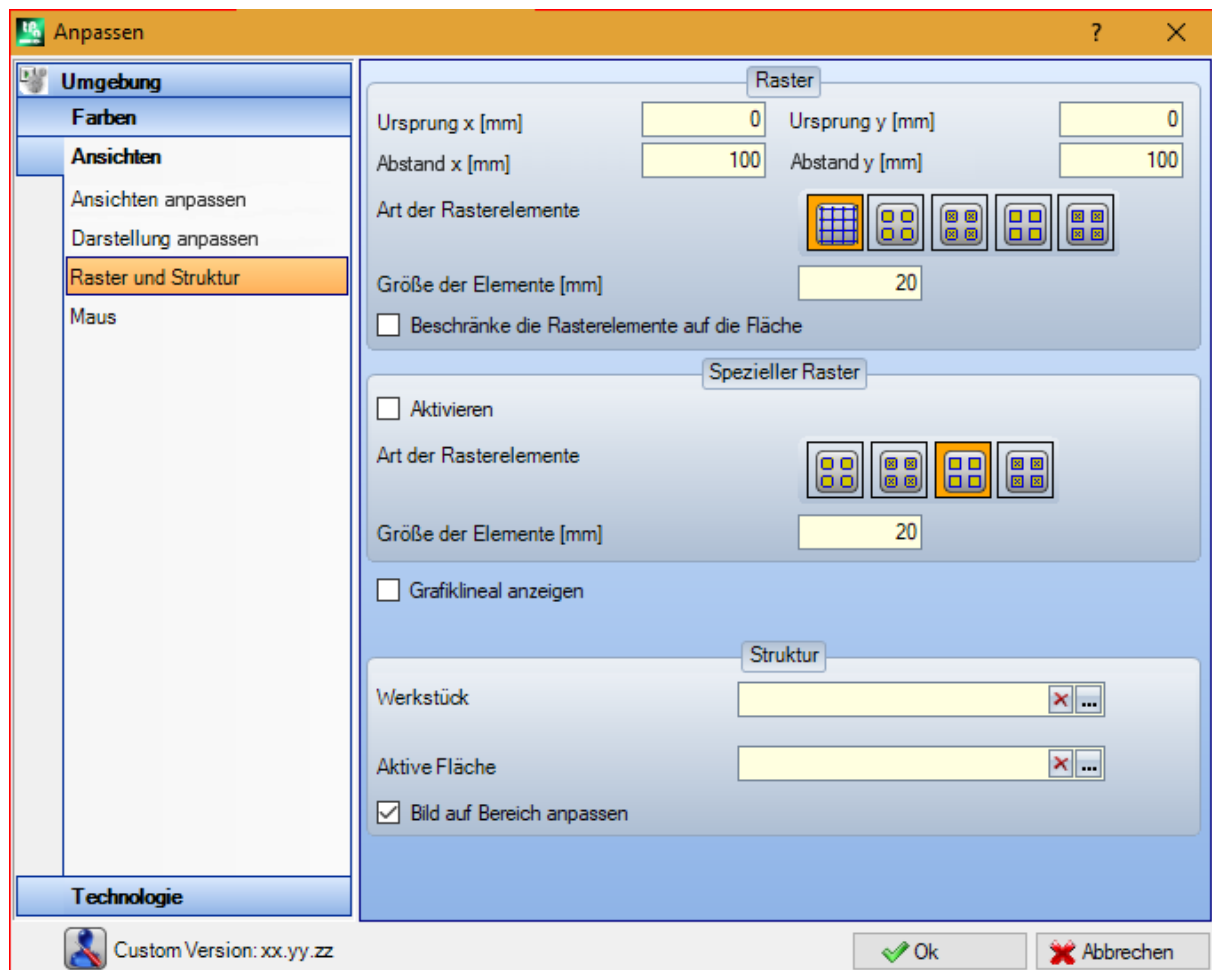 Anpassen
?
Umgebung
Farben
Ansichten
Ansichten anpassen
Darstellung anpassen
Raster und Struktur
Maus
Technologie
Raster
Ursprung x [mm] 0 Ursprung y [mm] 0
Abstand x [mm] 100 Abstand y [mm] 100
Art der Rasterelemente
Größe der Elemente [mm] 20
Beschränke die Rasterelemente auf die Fläche
Spezieller Raster
Aktivieren
Art der Rasterelemente
Größe der Elemente [mm] 20
Grafiklineal anzeigen
Struktur
Werkstück ...
Aktive Fläche ...
Bild auf Bereich anpassen
Custom Version: xx.yy.zz
Ok Abbrechen